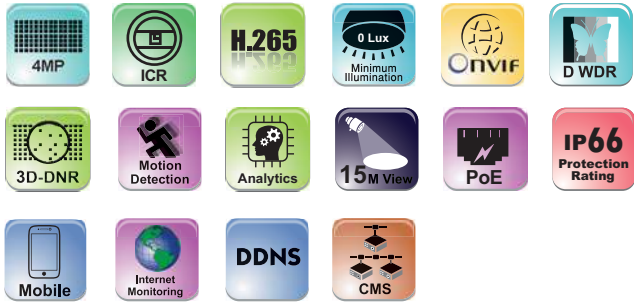 4MP
ICR
H.265
0 Lux
Minimum
Illumination
ONVIF
D WDR
3D-DNR
Motion
Detection
Analytics
15M View
PoE
IP66
Protection
Rating
Mobile
Internet
Monitoring
DDNS
CMS